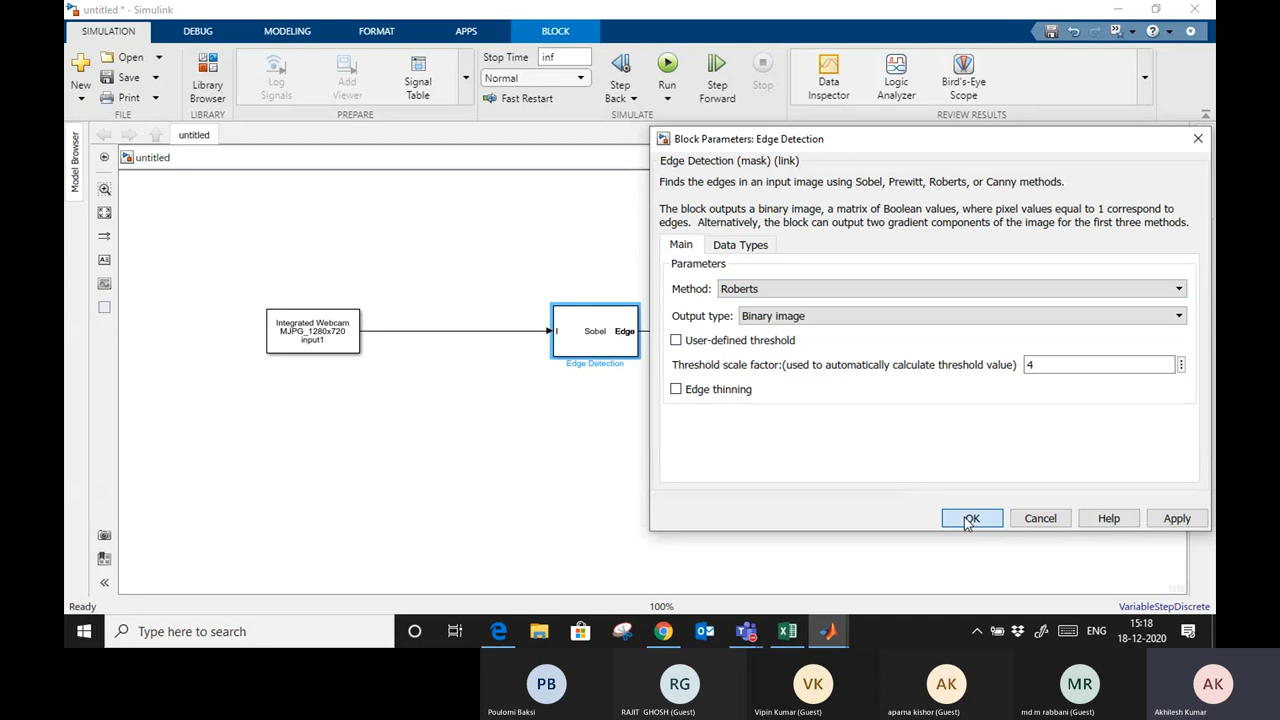 untitled * - Simulink
SIMULATION DEBUG MODELING FORMAT APPS BLOCK
New
Open
Save
Print
FILE
Library Browser
LIBRARY
Log Signals
Add Viewer
Signal Table
PREPARE
Stop Time inf
Normal
Fast Restart
Step Back
Run
Step Forward
Stop
SIMULATE
Data Inspector
Logic Analyzer
Bird's-Eye Scope
REVIEW RESULTS
Model Browser
untitled
untitled
Integrated Webcam
MJPG_1280x720
input1
I Sobel Edge
Edge Detection
Block Parameters: Edge Detection
Edge Detection (mask) (link)
Finds the edges in an input image using Sobel, Prewitt, Roberts, or Canny methods.
The block outputs a binary image, a matrix of Boolean values, where pixel values equal to 1 correspond to
edges. Alternatively, the block can output two gradient components of the image for the first three methods.
Main Data Types
Parameters
Method: Roberts
Output type: Binary image
User-defined threshold
Threshold scale factor:(used to automatically calculate threshold value) 4
Edge thinning
OK Cancel Help Apply
Ready 100% VariableStepDiscrete
Type here to search
ENG
15:18
18-12-2020
PB RG VK AK MR AK
Poulomi Baksi RAJIT GHOSH (Guest) Vipin Kumar (Guest) aparna kishor (Guest) md m rabbani (Guest) Akhilesh Kumar